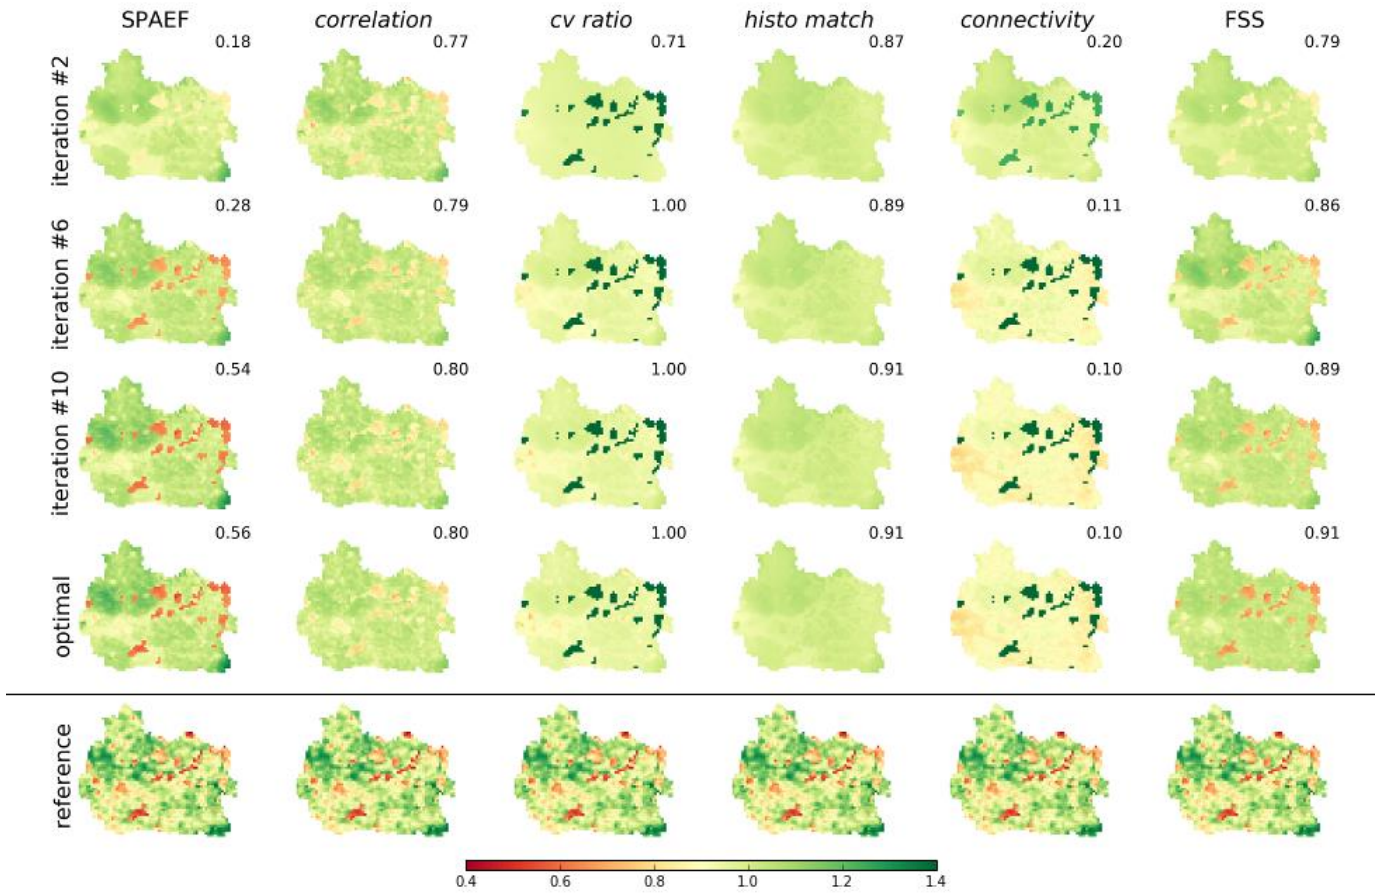 SPAEF correlation cv ratio histo match connectivity FSS
iteration #2 0.18 0.77 0.71 0.87 0.20 0.79
iteration #6 0.28 0.79 1.00 0.89 0.11 0.86
iteration #10 0.54 0.80 1.00 0.91 0.10 0.89
optimal 0.56 0.80 1.00 0.91 0.10 0.91
reference
0.4 0.6 0.8 1.0 1.2 1.4